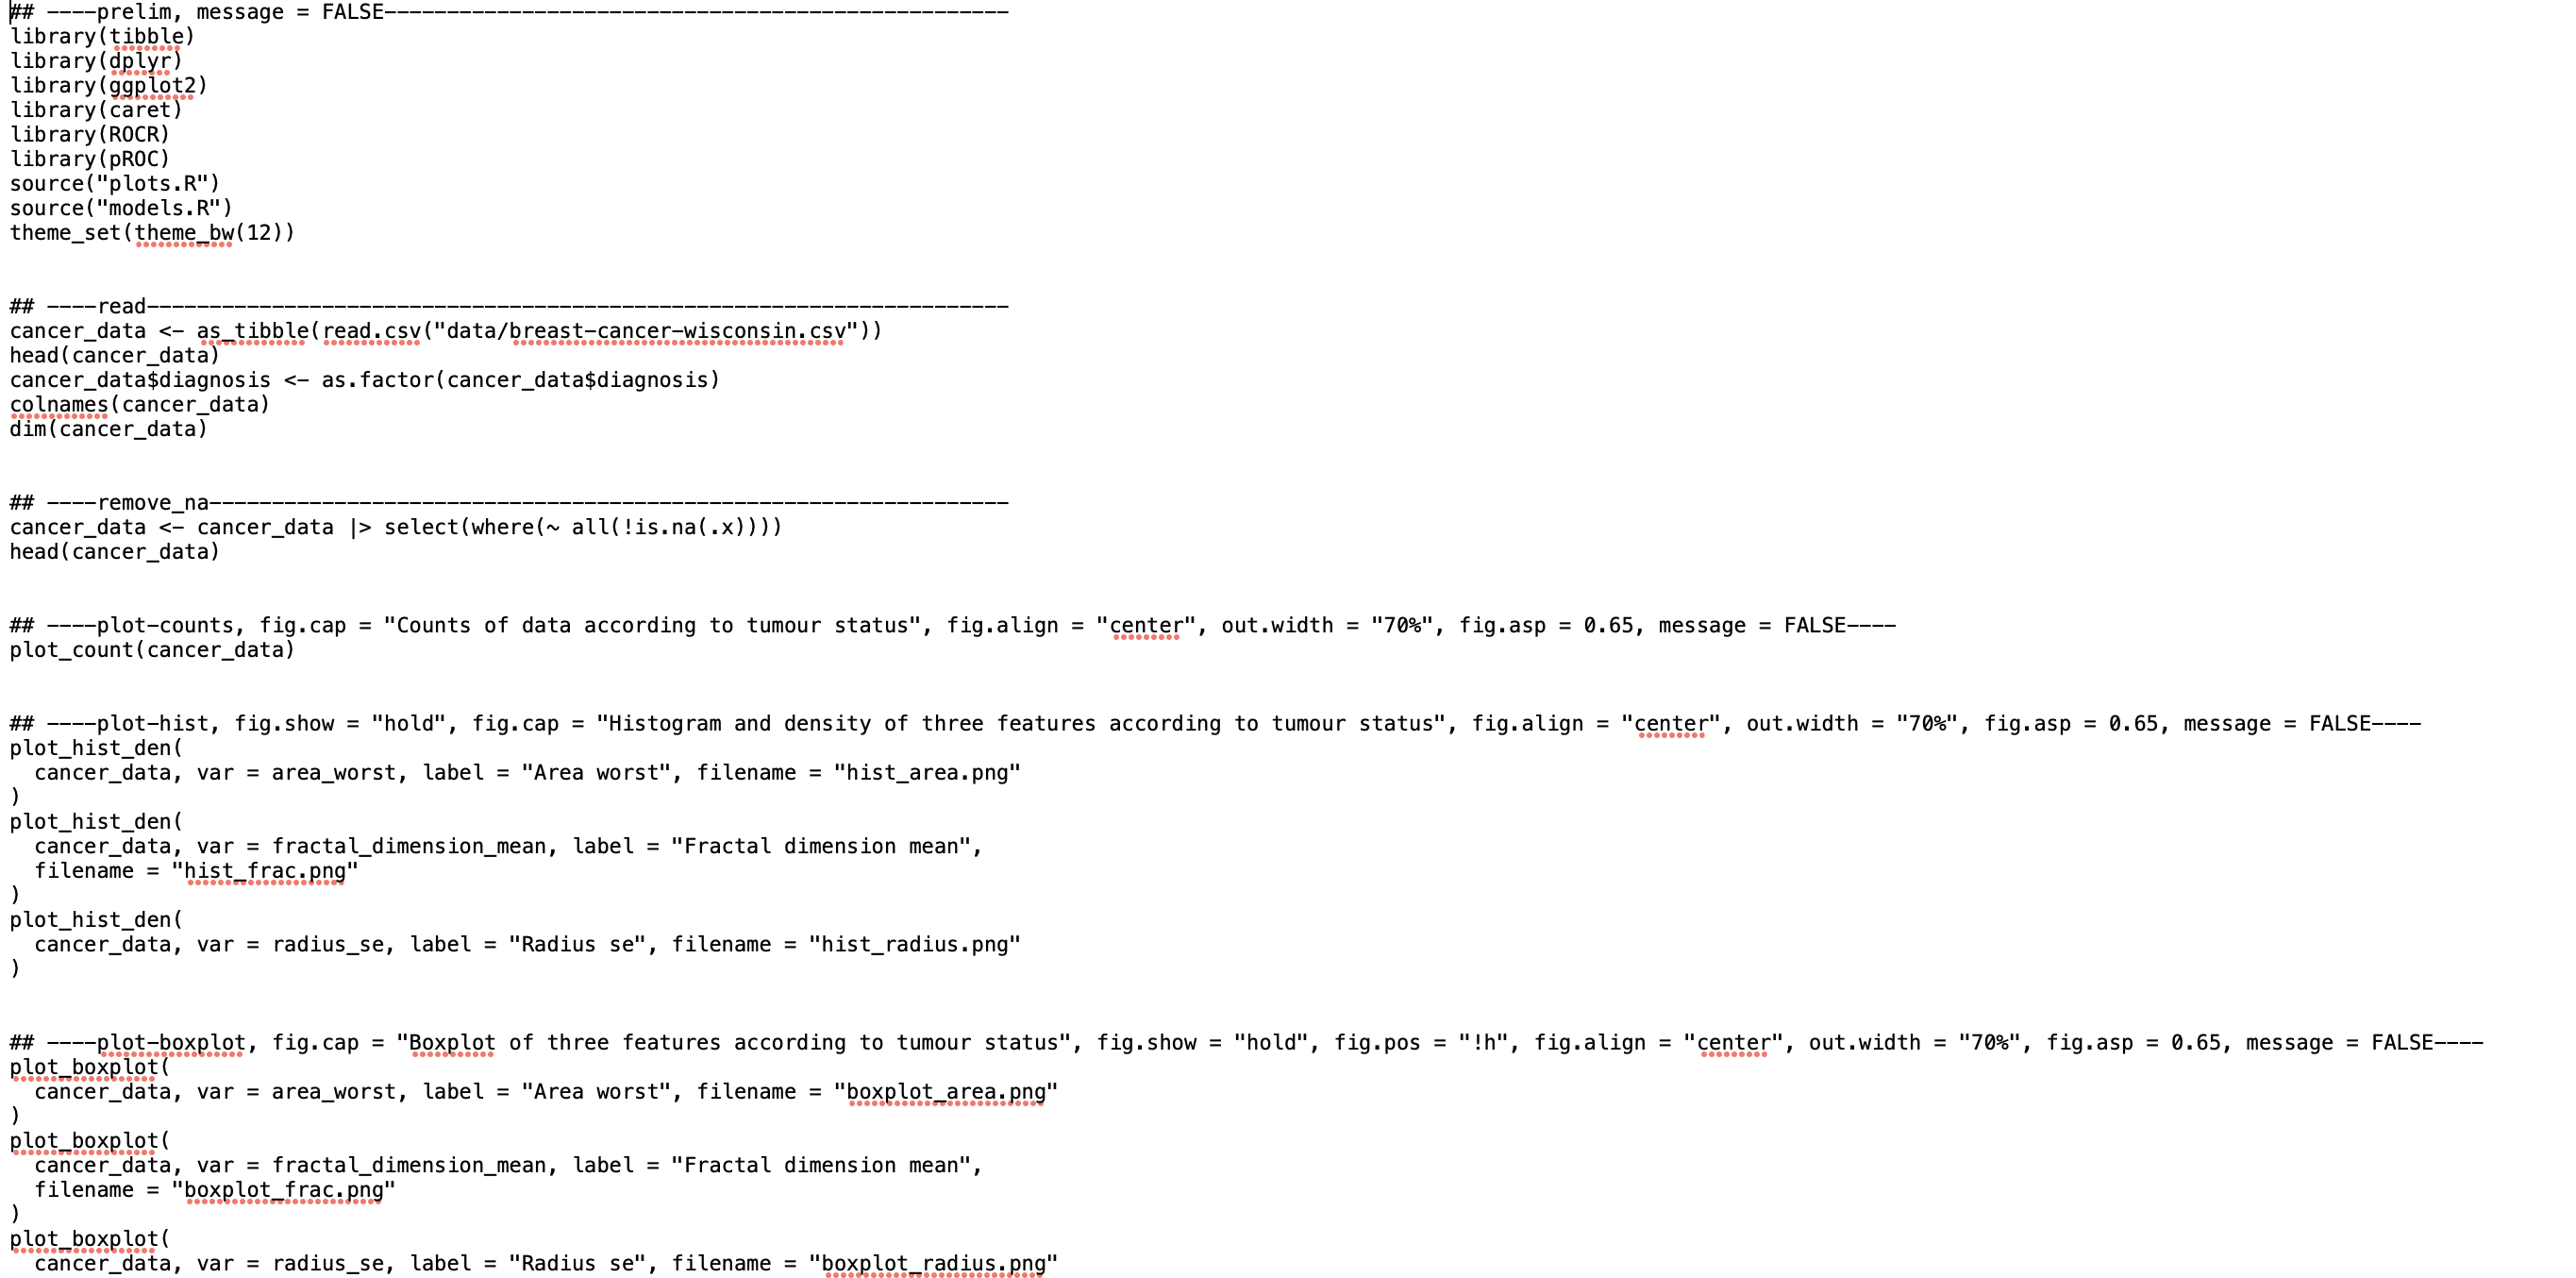 ## ----prelim, message = FALSE--------------------------------------------------
library(tibble)
library(dplyr)
library(ggplot2)
library(caret)
library(ROCR)
library(pROC)
source("plots.R")
source("models.R")
theme_set(theme_bw(12))
## ----read---------------------------------------------------------------------
cancer_data <- as_tibble(read.csv("data/breast-cancer-wisconsin.csv"))
head(cancer_data)
cancer_data$diagnosis <- as.factor(cancer_data$diagnosis)
colnames(cancer_data)
dim(cancer_data)
## ----remove_na----------------------------------------------------------------
cancer_data <- cancer_data |> select(where(~ all(!is.na(.x))))
head(cancer_data)
## ----plot-counts, fig.cap = "Counts of data according to tumour status", fig.align = "center", out.width = "70%", fig.asp = 0.65, message = FALSE----
plot_count(cancer_data)
## ----plot-hist, fig.show = "hold", fig.cap = "Histogram and density of three features according to tumour status", fig.align = "center", out.width = "70%", fig.asp = 0.65, message = FALSE----
plot_hist_den(
  cancer_data, var = area_worst, label = "Area worst", filename = "hist_area.png"
)
plot_hist_den(
  cancer_data, var = fractal_dimension_mean, label = "Fractal dimension mean",
  filename = "hist_frac.png"
)
plot_hist_den(
  cancer_data, var = radius_se, label = "Radius se", filename = "hist_radius.png"
)
## ----plot-boxplot, fig.cap = "Boxplot of three features according to tumour status", fig.show = "hold", fig.pos = "!h", fig.align = "center", out.width = "70%", fig.asp = 0.65, message = FALSE----
plot_boxplot(
  cancer_data, var = area_worst, label = "Area worst", filename = "boxplot_area.png"
)
plot_boxplot(
  cancer_data, var = fractal_dimension_mean, label = "Fractal dimension mean",
  filename = "boxplot_frac.png"
)
plot_boxplot(
  cancer_data, var = radius_se, label = "Radius se", filename = "boxplot_radius.png"